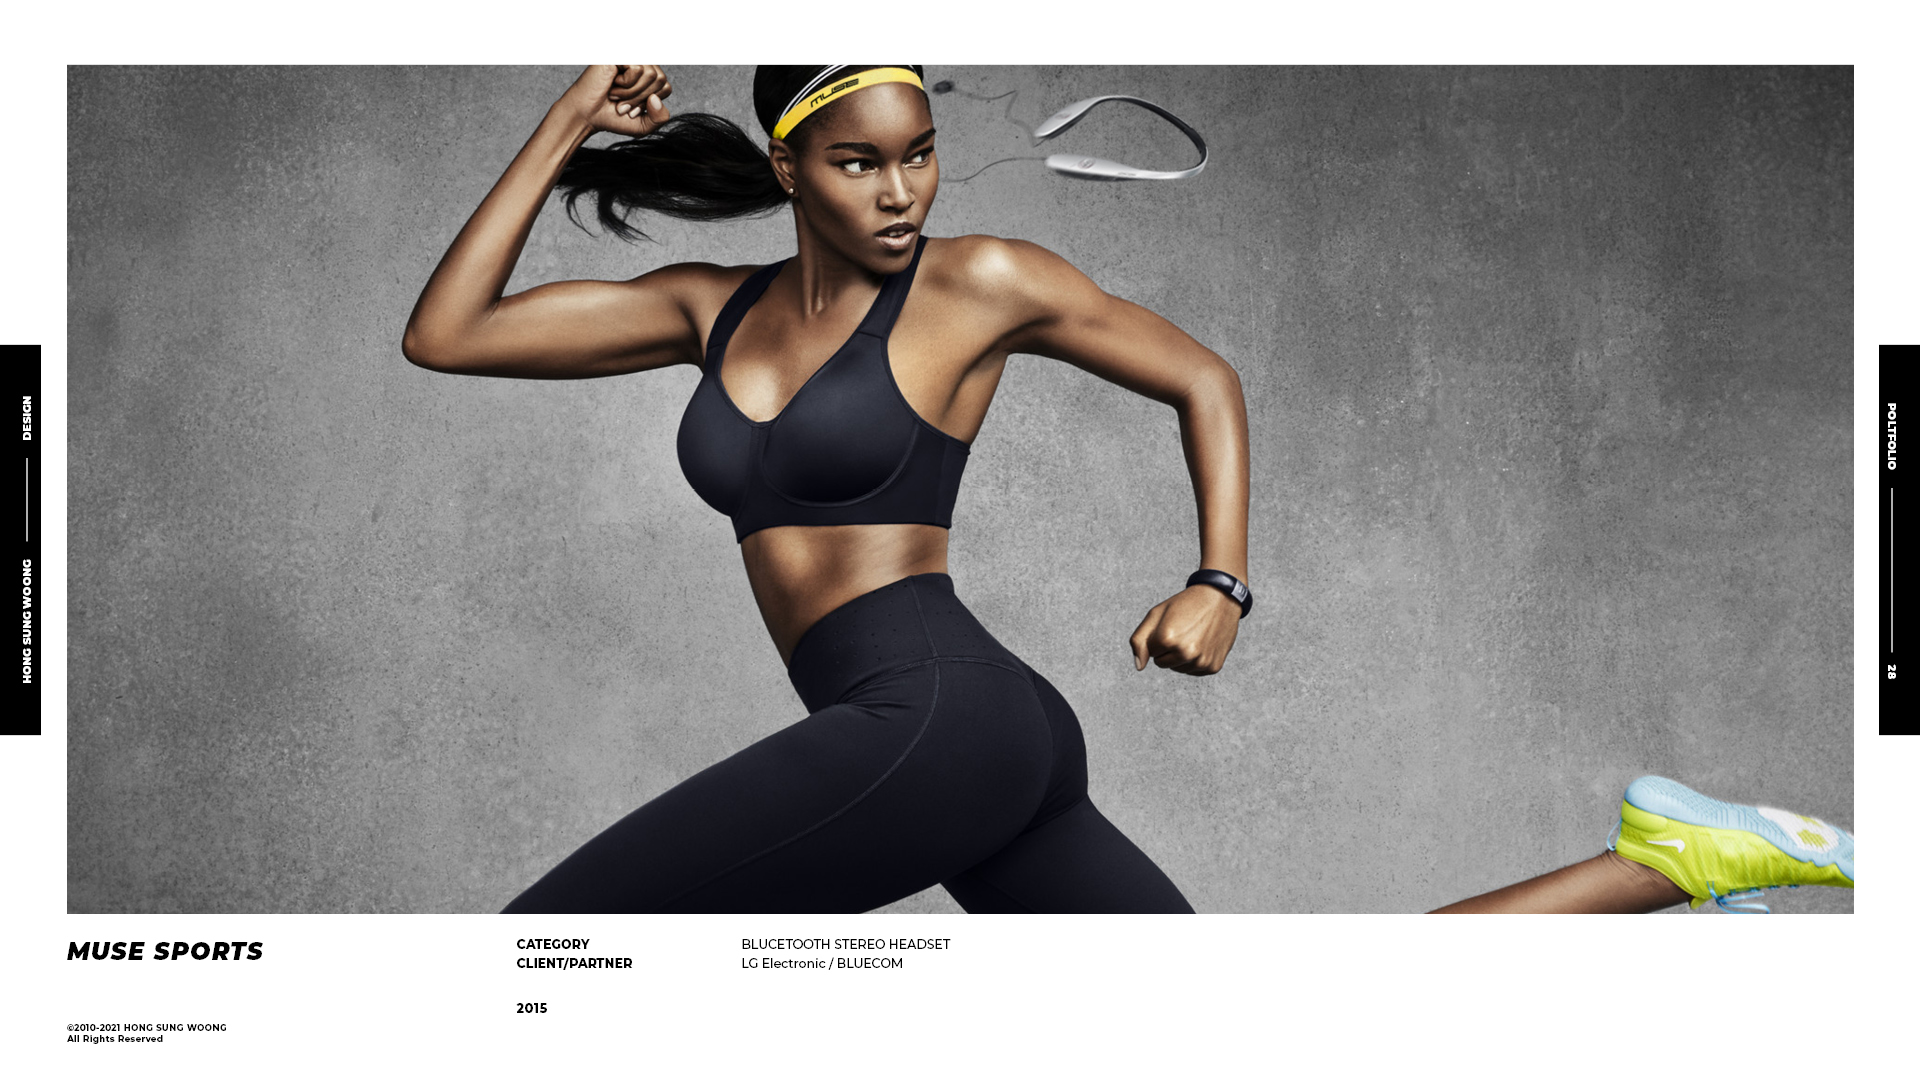 MUSE
DESIGN
HONG SUNG WOONG
POLTFOLIO
28
MUSE SPORTS
CATEGORY
BLUCETOOTH STEREO HEADSET
CLIENT/PARTNER
LG Electronic / BLUECOM
2015
©2010-2021 HONG SUNG WOONG
All Rights Reserved